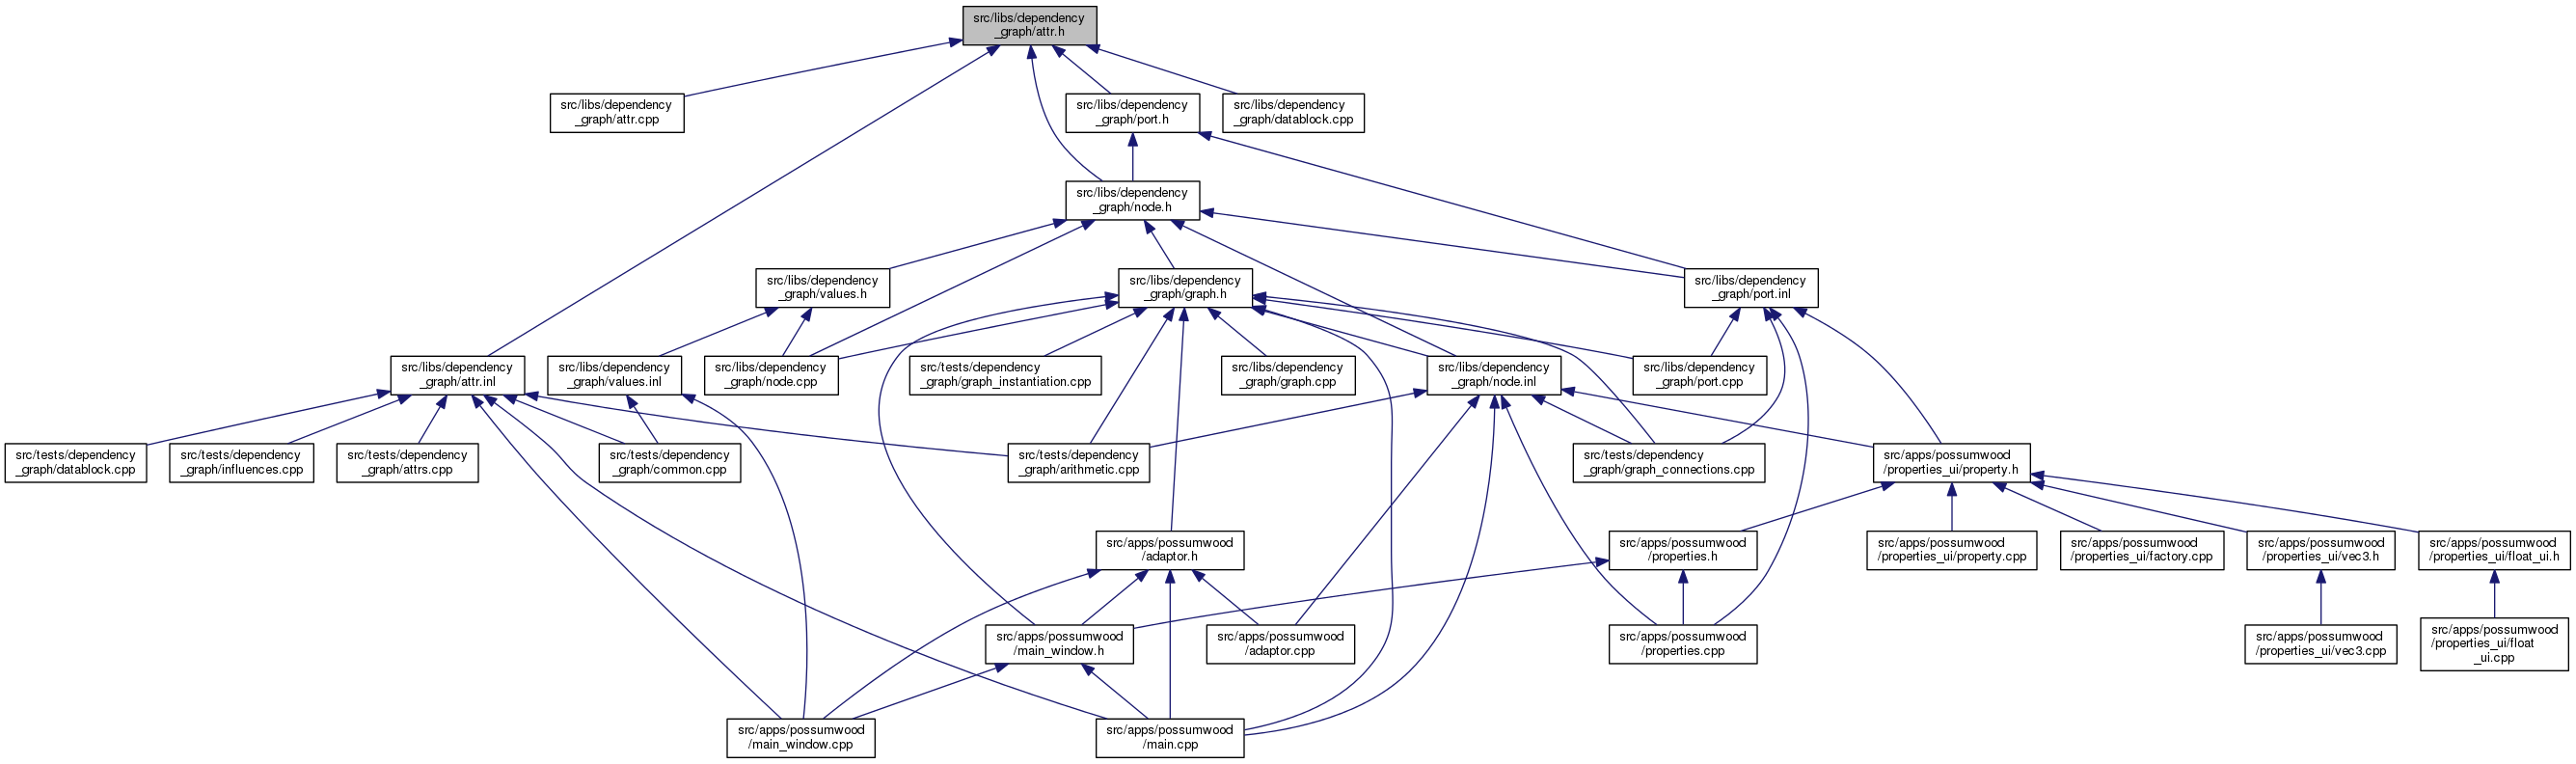 src/libs/dependency
_graph/attr.h
src/libs/dependency
_graph/attr.cpp
src/libs/dependency
_graph/port.h
src/libs/dependency
_graph/datablock.cpp
src/libs/dependency
_graph/node.h
src/libs/dependency
_graph/values.h
src/libs/dependency
_graph/graph.h
src/libs/dependency
_graph/port.inl
src/libs/dependency
_graph/attr.inl
src/libs/dependency
_graph/values.inl
src/libs/dependency
_graph/node.cpp
src/tests/dependency
_graph/graph_instantiation.cpp
src/libs/dependency
_graph/graph.cpp
src/libs/dependency
_graph/node.inl
src/libs/dependency
_graph/port.cpp
src/tests/dependency
_graph/datablock.cpp
src/tests/dependency
_graph/influences.cpp
src/tests/dependency
_graph/attrs.cpp
src/tests/dependency
_graph/common.cpp
src/tests/dependency
_graph/arithmetic.cpp
src/tests/dependency
_graph/graph_connections.cpp
src/apps/possumwood
/properties_ui/property.h
src/apps/possumwood
/adaptor.h
src/apps/possumwood
/properties.h
src/apps/possumwood
/properties_ui/property.cpp
src/apps/possumwood
/properties_ui/factory.cpp
src/apps/possumwood
/properties_ui/vec3.h
src/apps/possumwood
/properties_ui/float_ui.h
src/apps/possumwood
/main_window.h
src/apps/possumwood
/adaptor.cpp
src/apps/possumwood
/properties.cpp
src/apps/possumwood
/properties_ui/vec3.cpp
src/apps/possumwood
/properties_ui/float
_ui.cpp
src/apps/possumwood
/main_window.cpp
src/apps/possumwood
/main.cpp